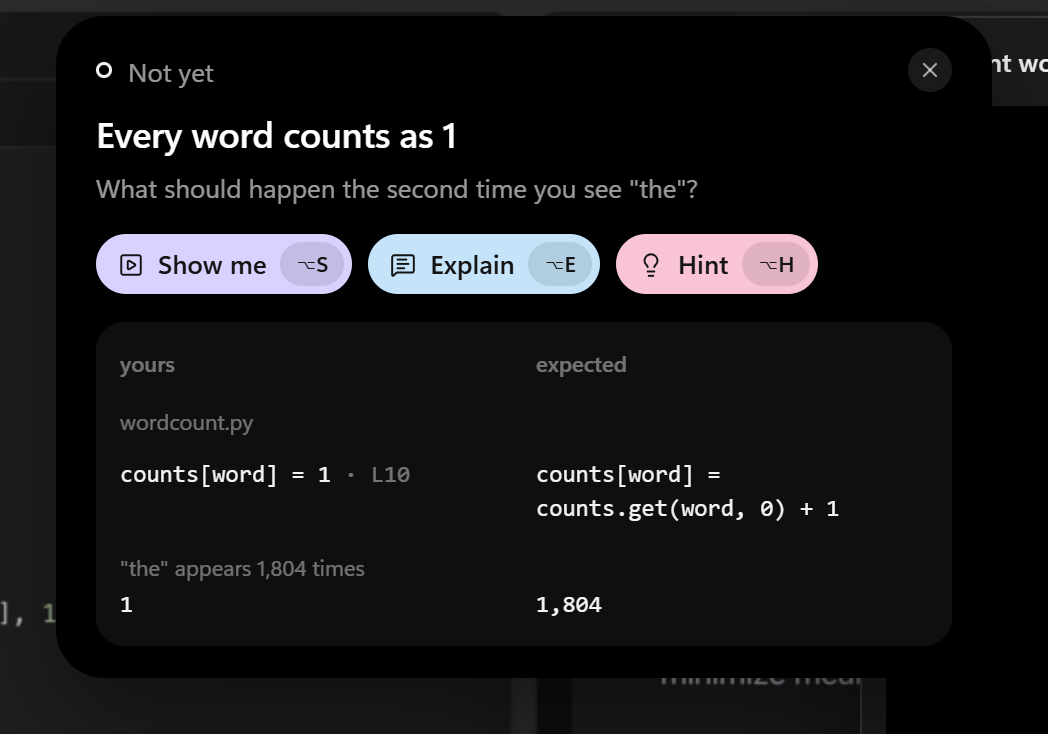 Not yet
Every word counts as 1
What should happen the second time you see "the"?
Show me ⌥S
Explain ⌥E
Hint ⌥H
yours
expected
wordcount.py
counts[word] = 1 · L10
counts[word] =
counts.get(word, 0) + 1
"the" appears 1,804 times
1
1,804
], 1